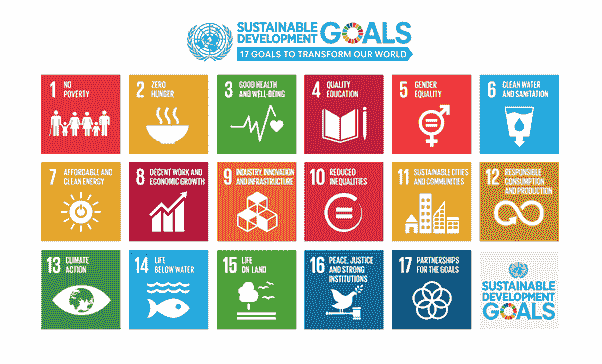 SUSTAINABLE
DEVELOPMENT GOALS
17 GOALS TO TRANSFORM OUR WORLD
1 NO
POVERTY
2 ZERO
HUNGER
3 GOOD HEALTH
AND WELL-BEING
4 QUALITY
EDUCATION
5 GENDER
EQUALITY
6 CLEAN WATER
AND SANITATION
7 AFFORDABLE AND
CLEAN ENERGY
8 DECENT WORK AND
ECONOMIC GROWTH
9 INDUSTRY, INNOVATION
AND INFRASTRUCTURE
10 REDUCED
INEQUALITIES
11 SUSTAINABLE CITIES
AND COMMUNITIES
12 RESPONSIBLE
CONSUMPTION
AND PRODUCTION
13 CLIMATE
ACTION
14 LIFE
BELOW WATER
15 LIFE
ON LAND
16 PEACE, JUSTICE
AND STRONG
INSTITUTIONS
17 PARTNERSHIPS
FOR THE GOALS
SUSTAINABLE
DEVELOPMENT
GOALS